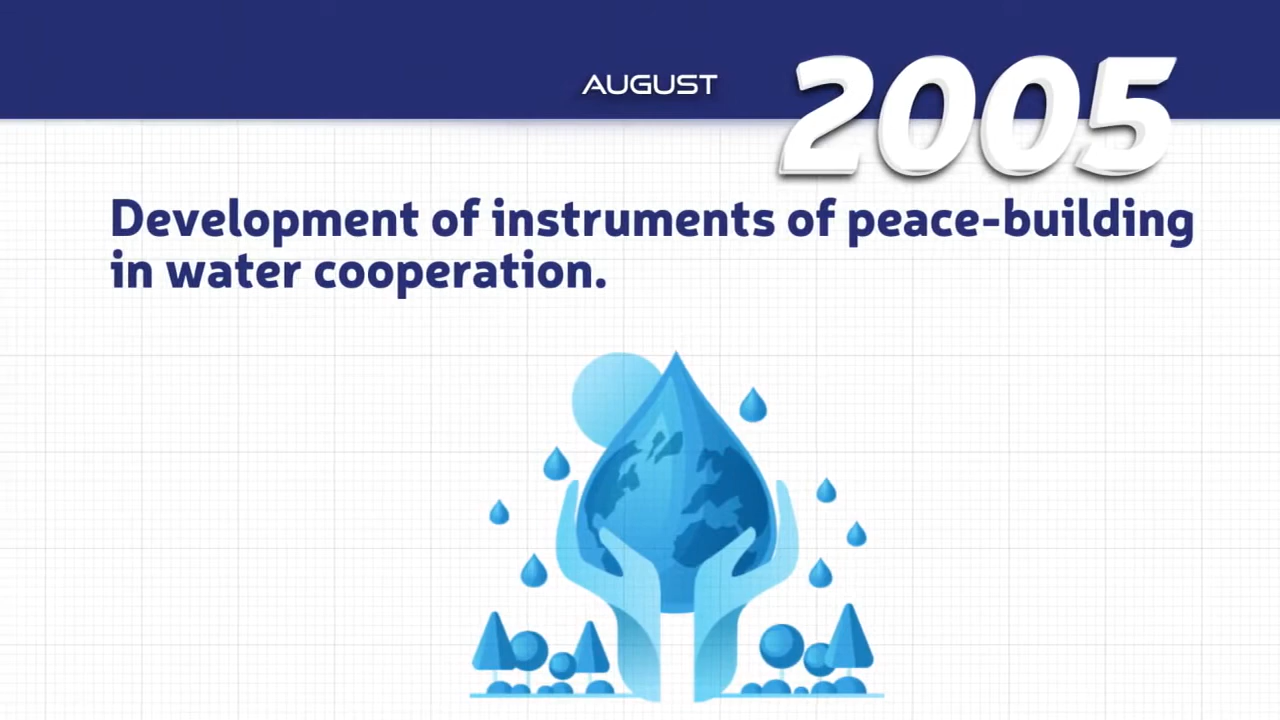 AUGUST 2005
Development of instruments of peace-building
in water cooperation.